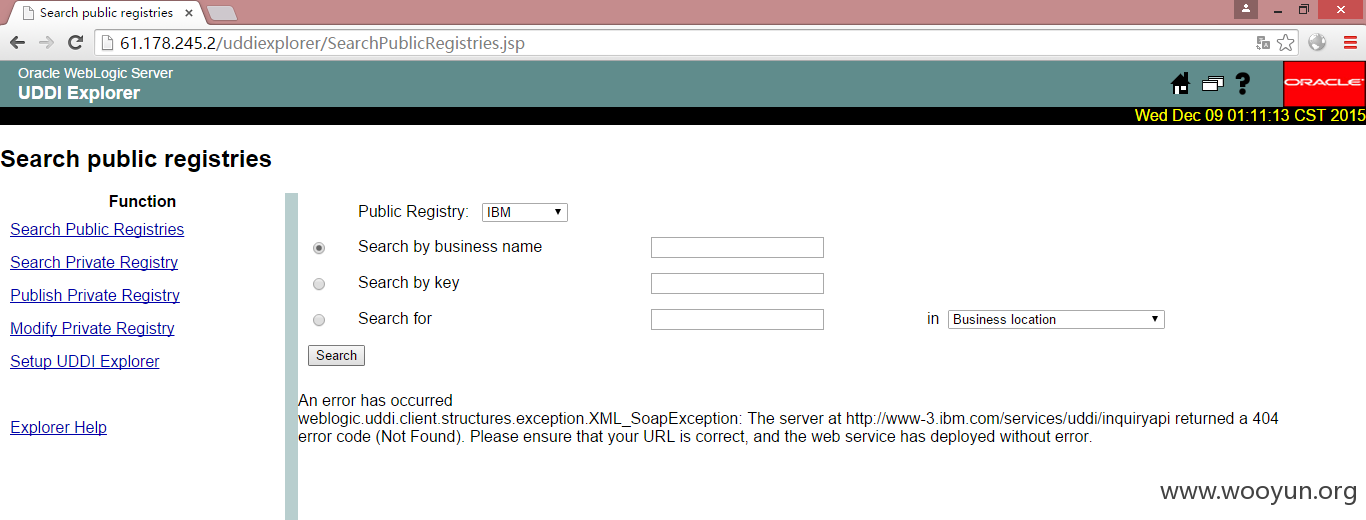 Search public registries
61.178.245.2/uddiexplorer/SearchPublicRegistries.jsp
Oracle WebLogic Server
UDDI Explorer
ORACLE
Wed Dec 09 01:11:13 CST 2015
Search public registries
Function
Search Public Registries
Search Private Registry
Publish Private Registry
Modify Private Registry
Setup UDDI Explorer
Explorer Help
Public Registry: IBM
Search by business name
Search by key
Search for in Business location
Search
An error has occurred
weblogic.uddi.client.structures.exception.XML_SoapException: The server at http://www-3.ibm.com/services/uddi/inquiryapi returned a 404
error code (Not Found). Please ensure that your URL is correct, and the web service has deployed without error.
www.wooyun.org